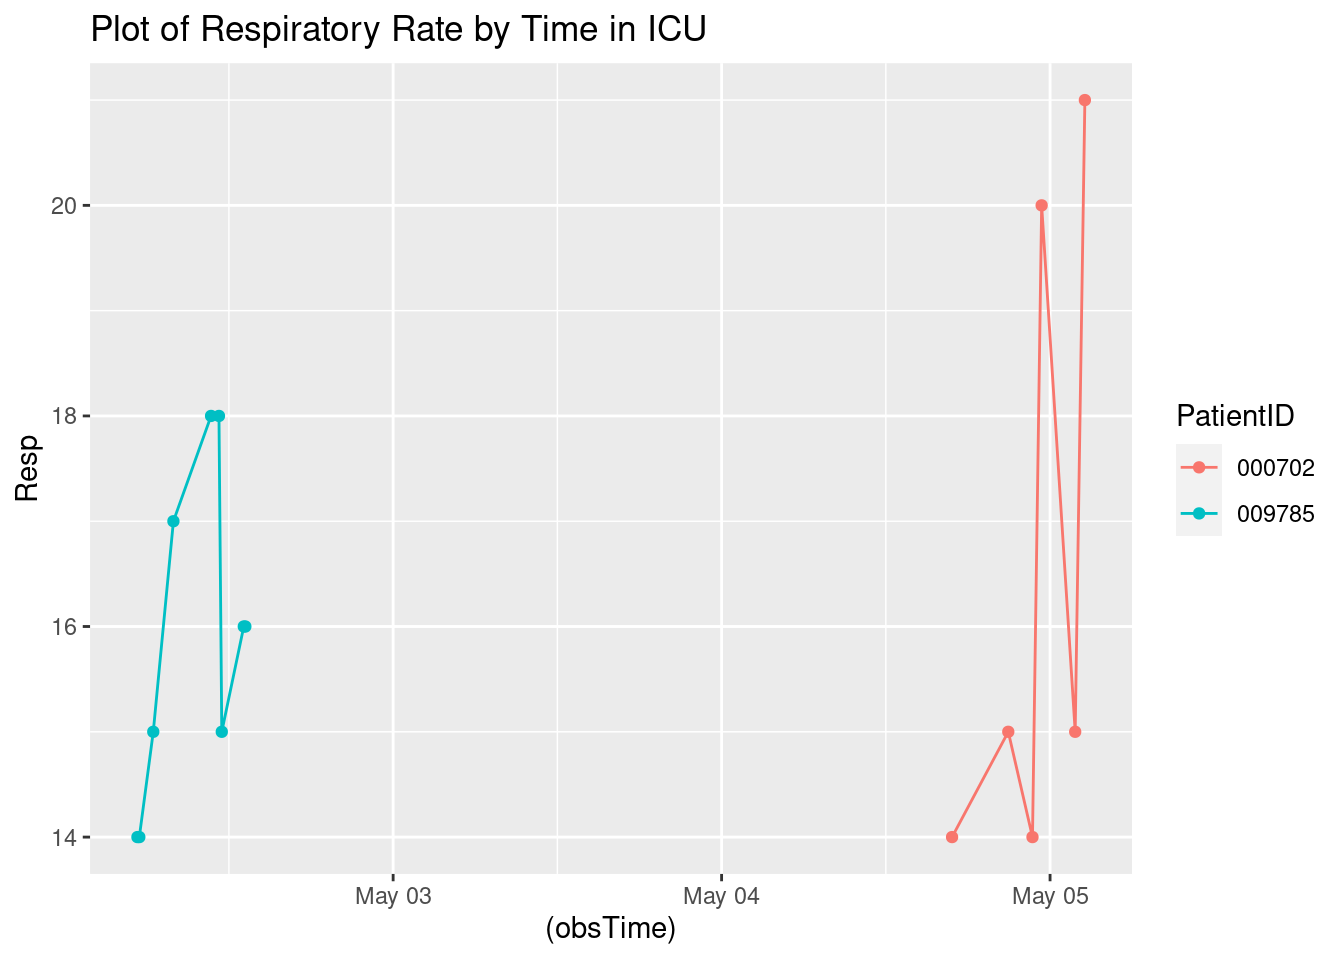 Plot of Respiratory Rate by Time in ICU
Resp
20
18
16
14
May 03
May 04
May 05
(obsTime)
PatientID
000702
009785